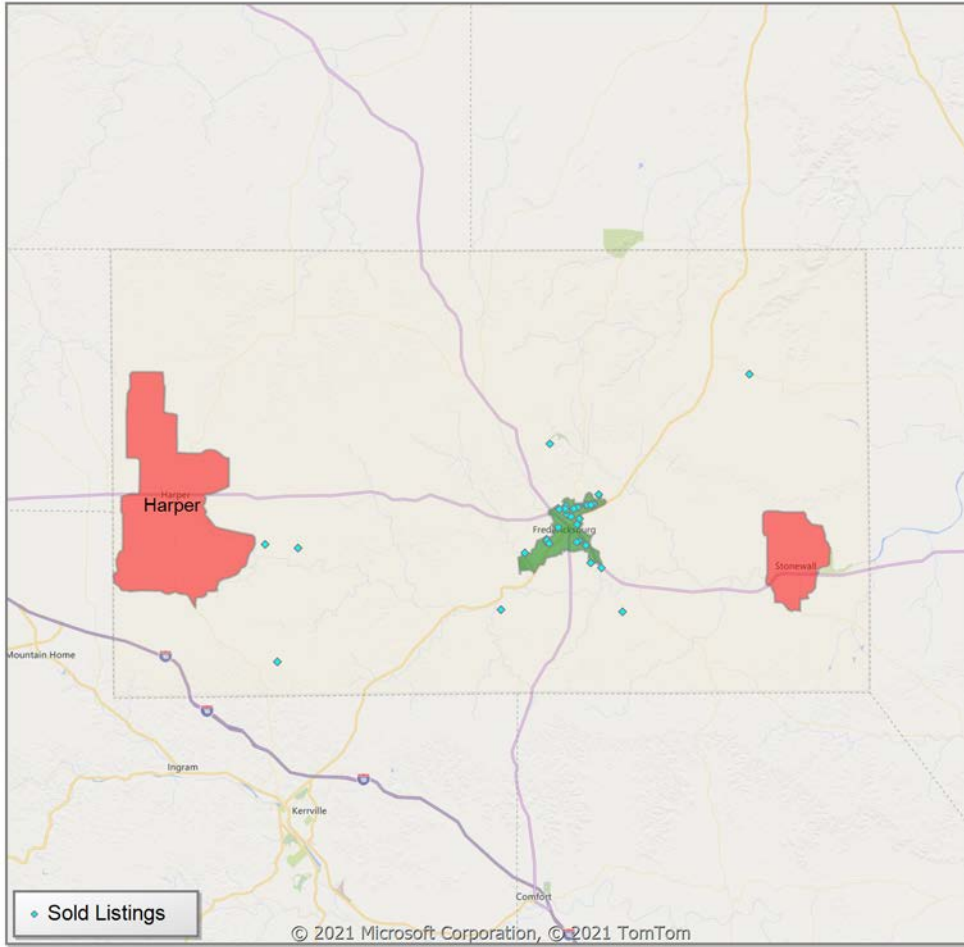 Harper
Harper
Fredericksburg
Stonewall
Mountain Home
Ingram
Kerrville
Comfort
Sold Listings
© 2021 Microsoft Corporation, © 2021 TomTom